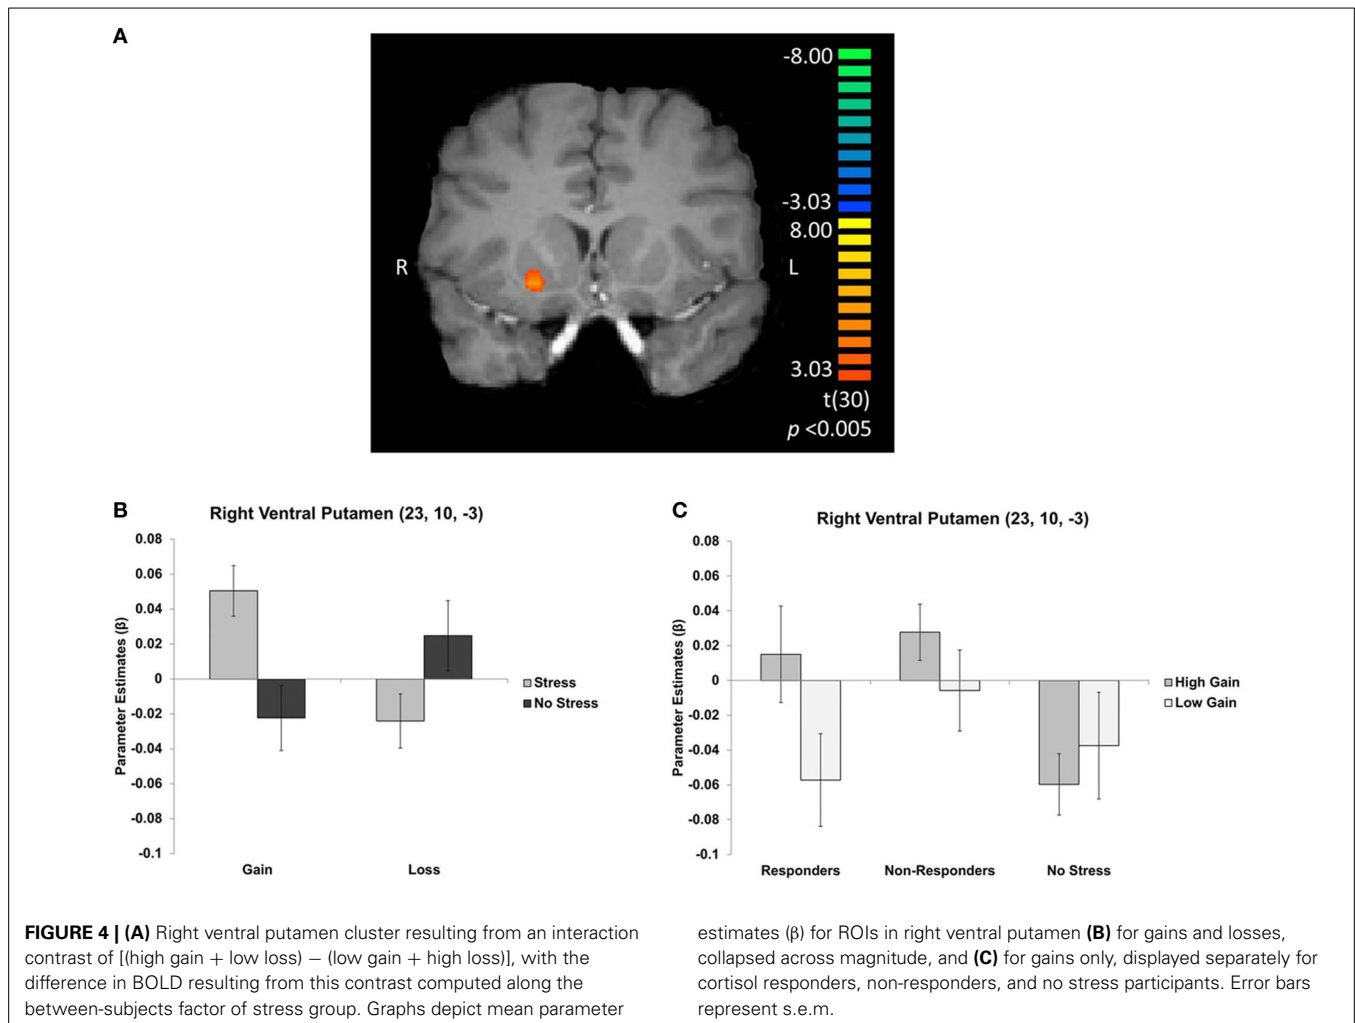 A
-8.00
-3.03
8.00
R
L
3.03
t(30)
p <0.005
B
Right Ventral Putamen (23, 10, -3)
Parameter Estimates (β)
0.08
0.06
0.04
0.02
0
-0.02
-0.04
-0.06
-0.08
-0.1
Gain
Loss
Stress
No Stress
C
Right Ventral Putamen (23, 10, -3)
Parameter Estimates (β)
0.08
0.06
0.04
0.02
0
-0.02
-0.04
-0.06
-0.08
-0.1
Responders
Non-Responders
No Stress
High Gain
Low Gain
FIGURE 4 | (A) Right ventral putamen cluster resulting from an interaction
contrast of [(high gain + low loss) − (low gain + high loss)], with the
difference in BOLD resulting from this contrast computed along the
between-subjects factor of stress group. Graphs depict mean parameter
estimates (β) for ROIs in right ventral putamen (B) for gains and losses,
collapsed across magnitude, and (C) for gains only, displayed separately for
cortisol responders, non-responders, and no stress participants. Error bars
represent s.e.m.